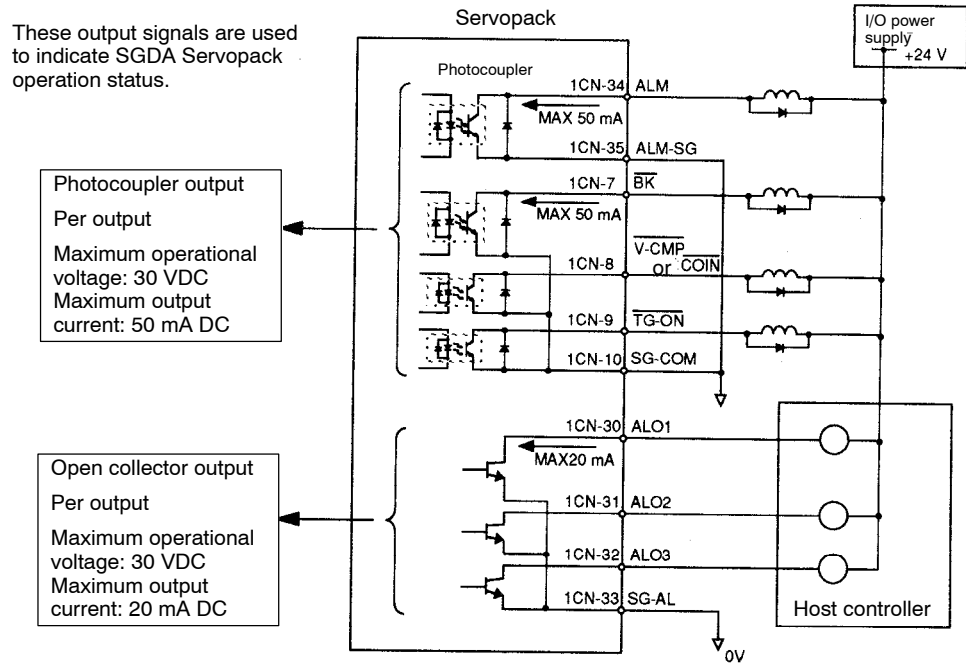 Servopack
I/O power
supply
+24 V
These output signals are used
to indicate SGDA Servopack
operation status.
Photocoupler
1CN-34 ALM
MAX 50 mA
1CN-35 ALM-SG
1CN-7 BK
MAX 50 mA
V-CMP
or COIN
1CN-8
1CN-9 TG-ON
1CN-10 SG-COM
Photocoupler output
Per output
Maximum operational
voltage: 30 VDC
Maximum output
current: 50 mA DC
1CN-30 ALO1
MAX20 mA
1CN-31 ALO2
1CN-32 ALO3
1CN-33 SG-AL
0V
Host controller
Open collector output
Per output
Maximum operational
voltage: 30 VDC
Maximum output
current: 20 mA DC